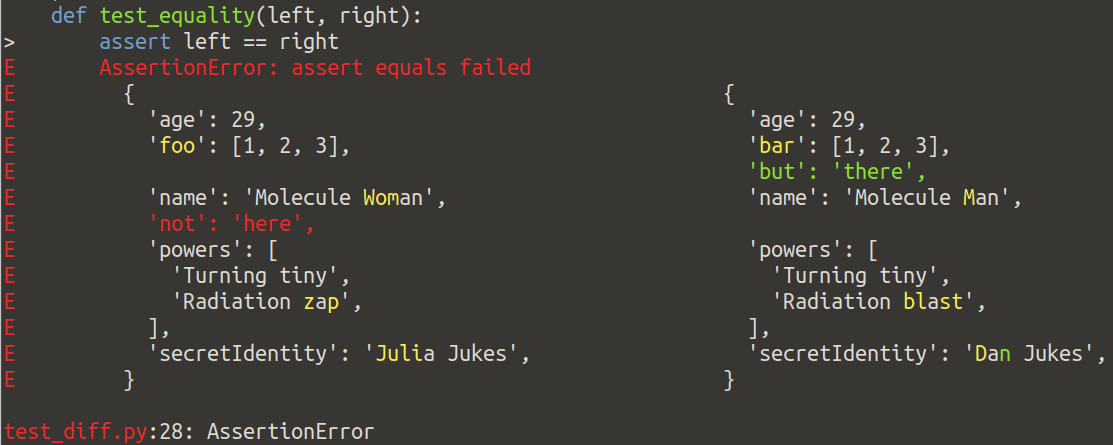 def test_equality(left, right):
> assert left == right
E AssertionError: assert equals failed
E { {
E 'age': 29, 'age': 29,
E 'foo': [1, 2, 3], 'bar': [1, 2, 3],
E 'but': 'there',
E 'name': 'Molecule Woman', 'name': 'Molecule Man',
E 'not': 'here',
E 'powers': [ 'powers': [
E 'Turning tiny', 'Turning tiny',
E 'Radiation zap', 'Radiation blast',
E ], ],
E 'secretIdentity': 'Julia Jukes', 'secretIdentity': 'Dan Jukes',
E } }
test_diff.py:28: AssertionError